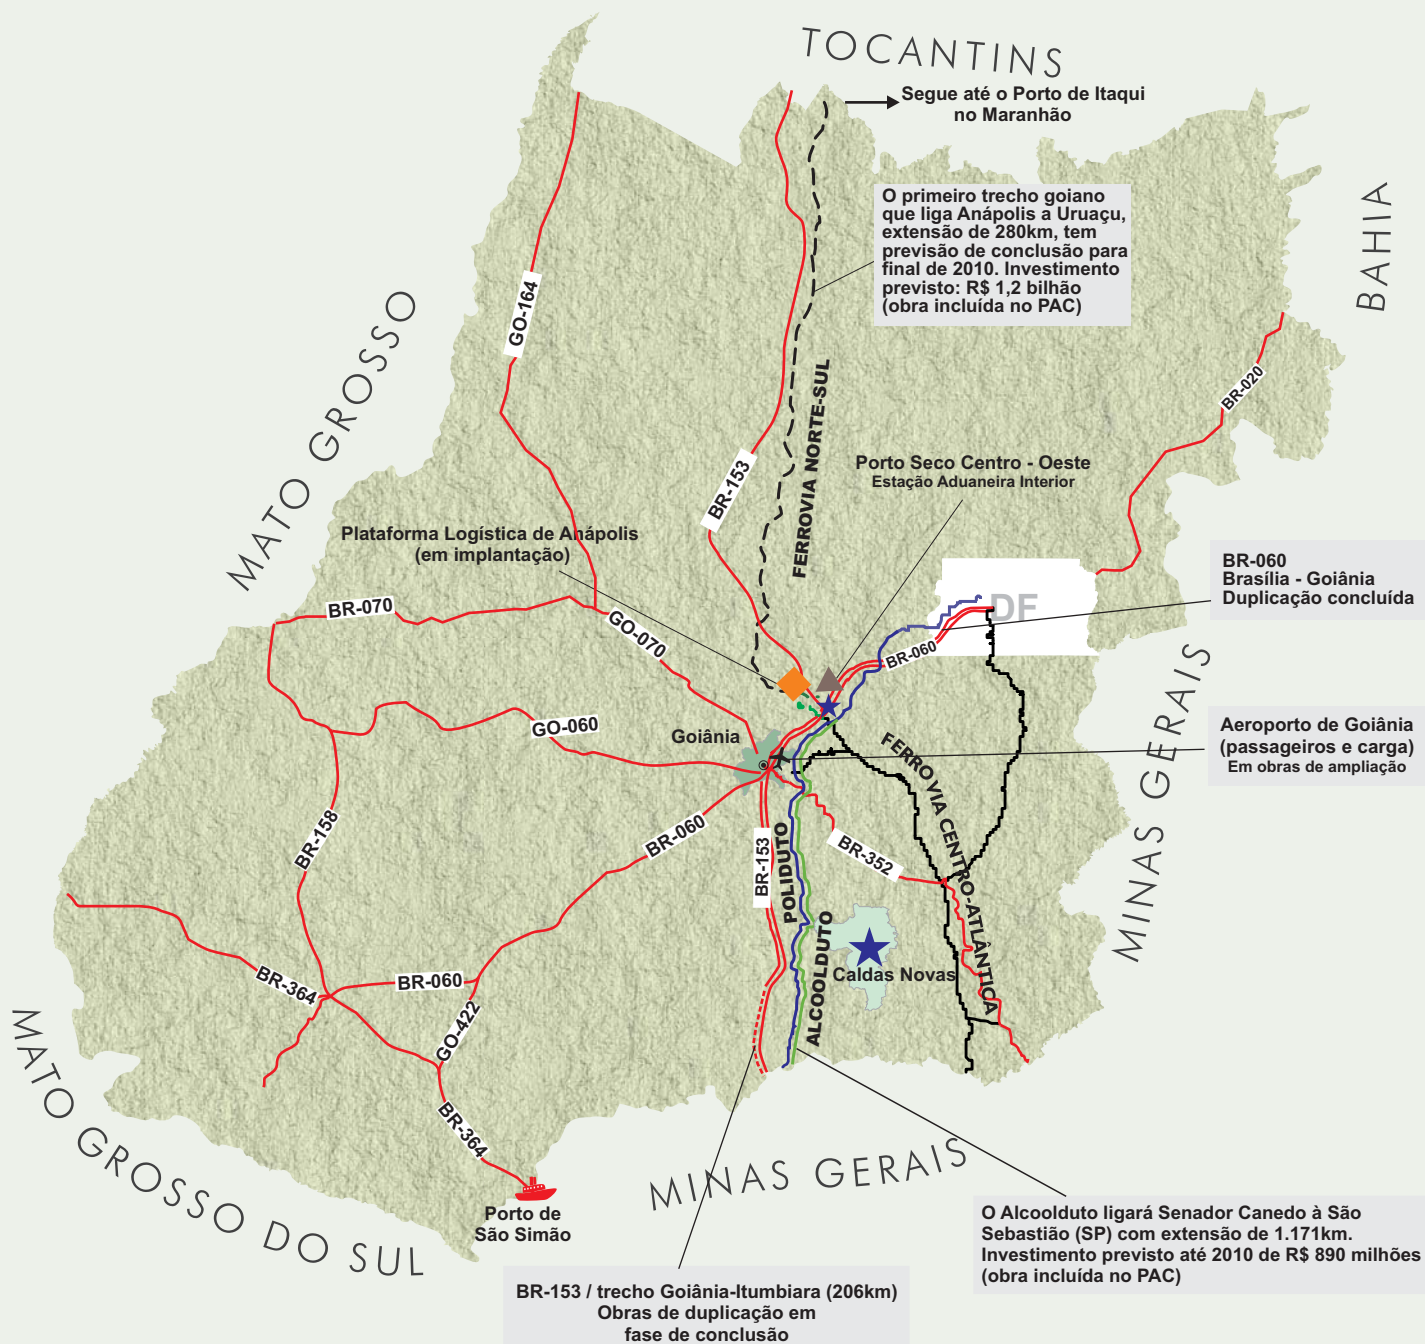 TOCANTINS
Segue até o Porto de Itaqui
no Maranhão
O primeiro trecho goiano
que liga Anápolis a Uruaçu,
extensão de 280km, tem
previsão de conclusão para
final de 2010. Investimento
previsto: R$ 1,2 bilhão
(obra incluída no PAC)
BAHIA
GO-164
MATO GROSSO
BR-020
BR-153
FERROVIA NORTE-SUL
Porto Seco Centro - Oeste
Estação Aduaneira Interior
Plataforma Logística de Anápolis
(em implantação)
BR-060
Brasília - Goiânia
Duplicação concluída
DF
BR-070
GO-070
BR-060
MINAS GERAIS
GO-060
Goiânia
Aeroporto de Goiânia
(passageiros e carga)
Em obras de ampliação
FERROVIA CENTRO-ATLÂNTICA
BR-158
BR-060
BR-153
POLIDUTO
BR-352
ALCOOLDUTO
Caldas Novas
BR-364
BR-060
GO-422
MATO GROSSO DO SUL
BR-364
MINAS GERAIS
Porto de
São Simão
O Alcoolduto ligará Senador Canedo à São
Sebastião (SP) com extensão de 1.171km.
Investimento previsto até 2010 de R$ 890 milhões
(obra incluída no PAC)
BR-153 / trecho Goiânia-Itumbiara (206km)
Obras de duplicação em
fase de conclusão